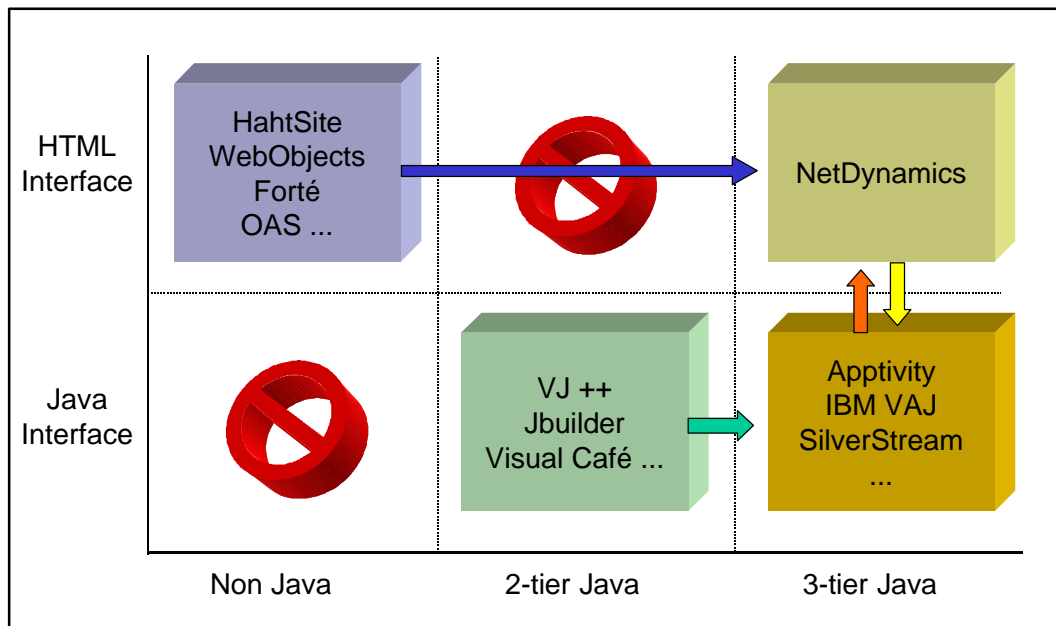 HTML
Interface
HahtSite
WebObjects
Forté
OAS ...
NetDynamics
Java
Interface
VJ ++
Jbuilder
Visual Café ...
Apptivity
IBM VAJ
SilverStream
...
Non Java
2-tier Java
3-tier Java